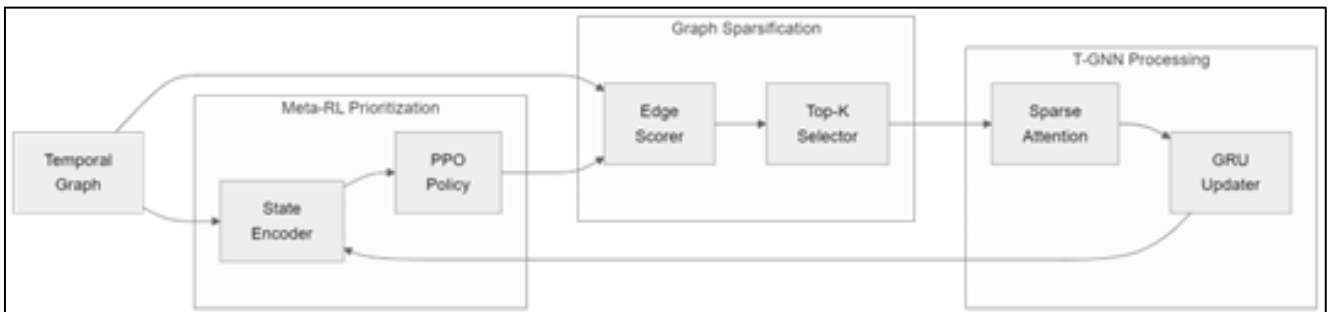 Graph Sparsification
T-GNN Processing
Meta-RL Prioritization
Temporal
Graph
State
Encoder
PPO
Policy
Edge
Scorer
Top-K
Selector
Sparse
Attention
GRU
Updater